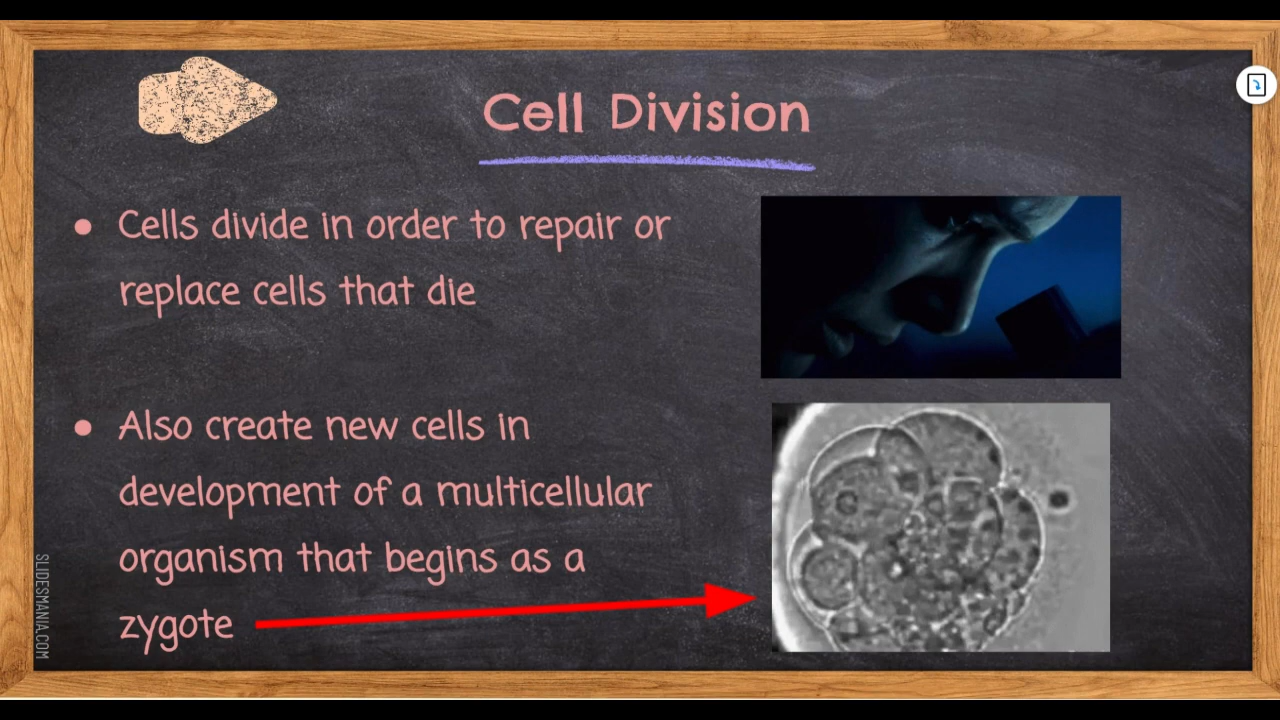 Cell Division
● Cells divide in order to repair or
replace cells that die
● Also create new cells in
development of a multicellular
organism that begins as a
zygote
SLIDESMANIA.COM